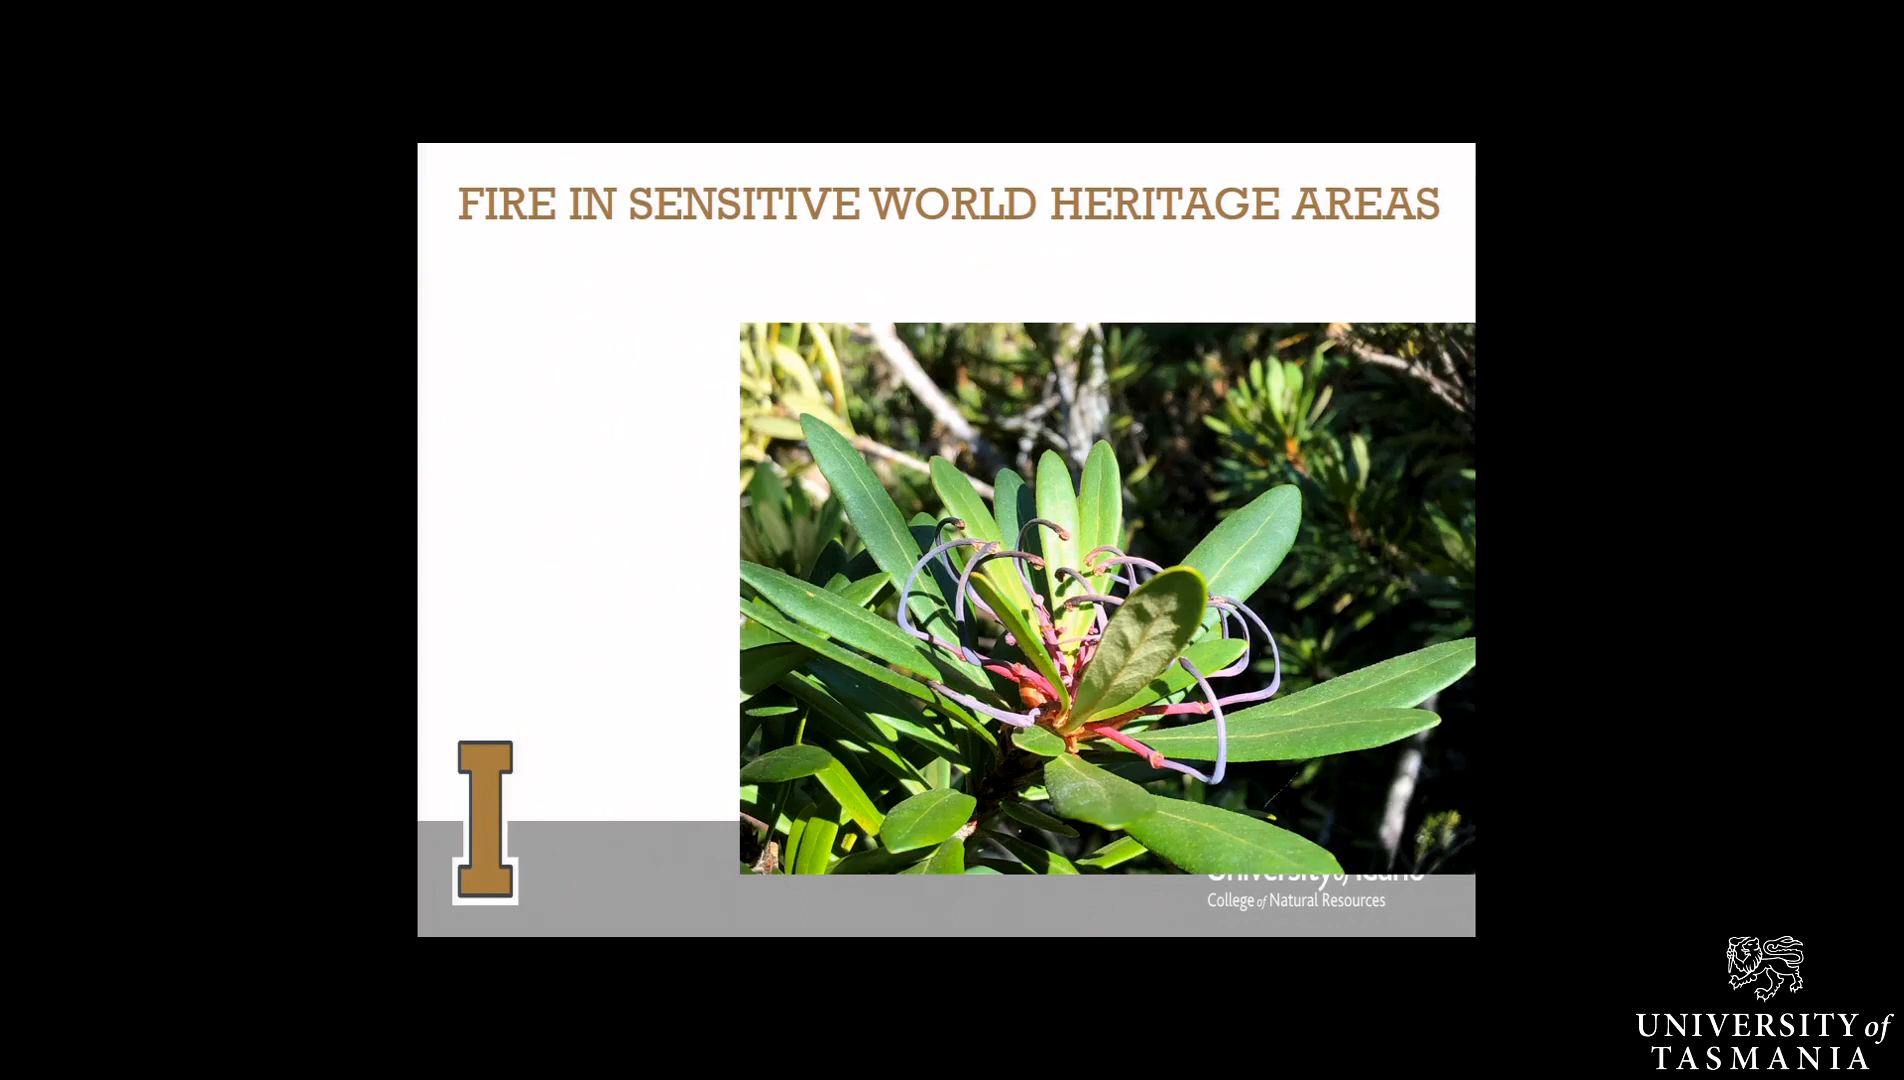 FIRE IN SENSITIVE WORLD HERITAGE AREAS
I
University of Idaho
College of Natural Resources
UNIVERSITY of
TASMANIA